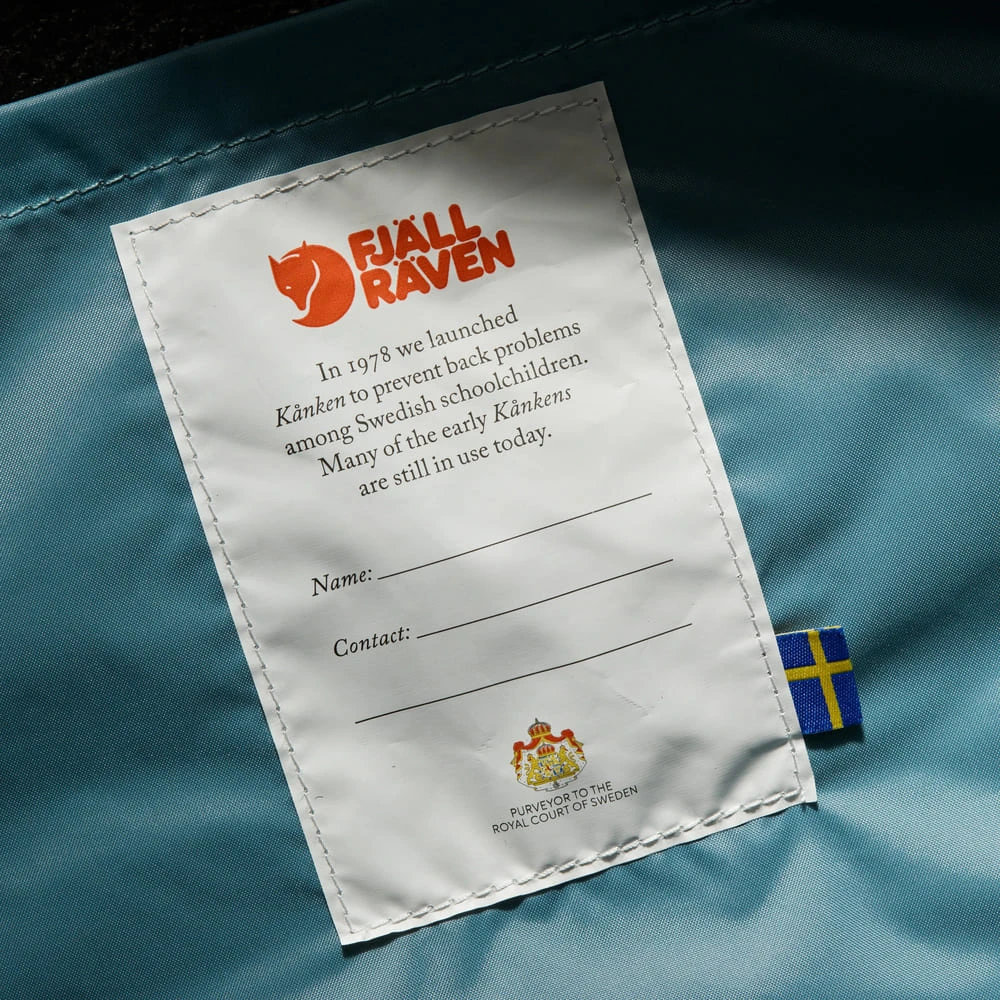 FJÄLL
RÄVEN
In 1978 we launched
Kånken to prevent back problems
among Swedish schoolchildren.
Many of the early Kånkens
are still in use today.
Name:
Contact:
PURVEYOR TO THE
ROYAL COURT OF SWEDEN